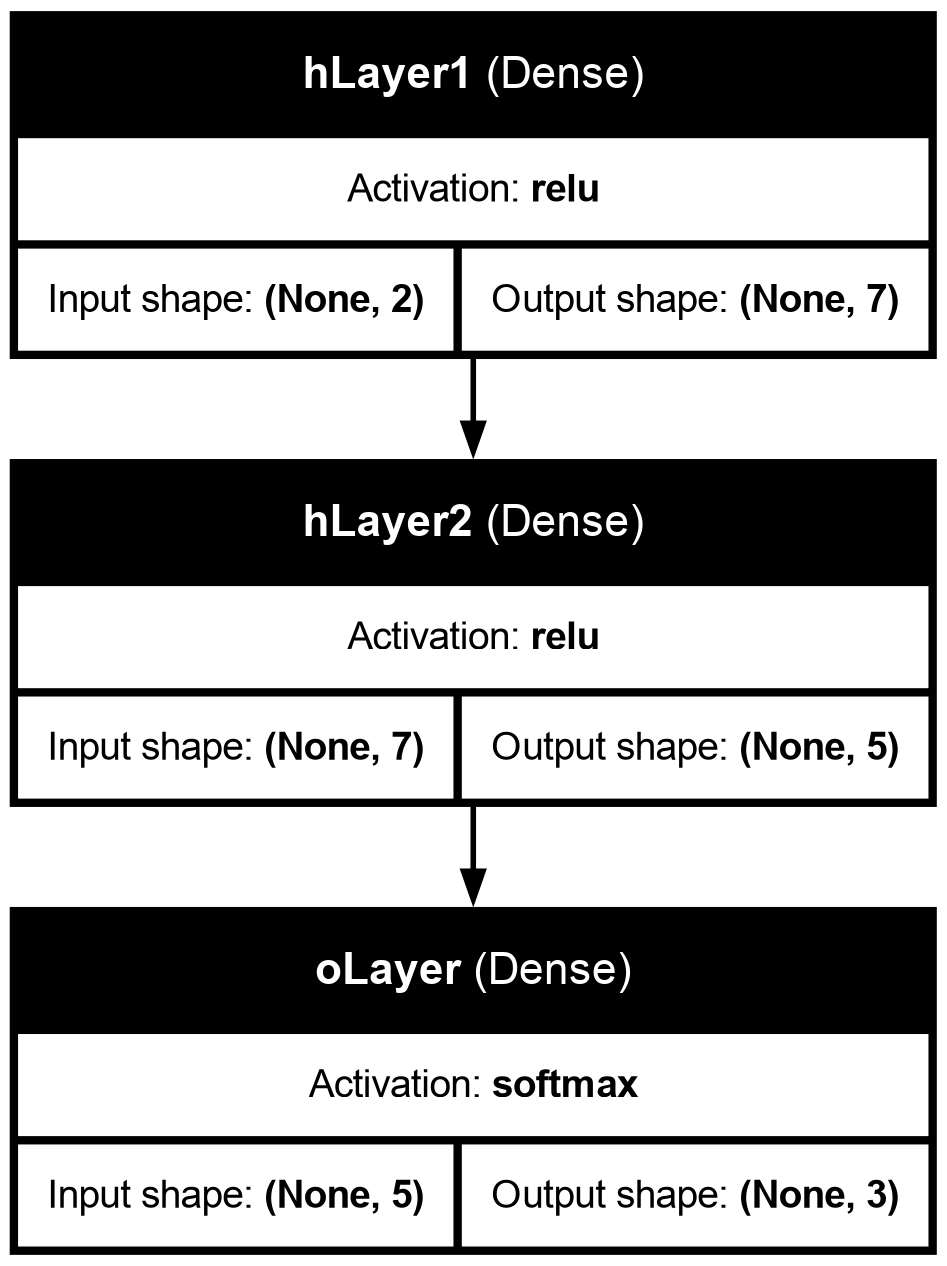 hLayer1 (Dense)
Activation: relu
Input shape: (None, 2)
Output shape: (None, 7)
hLayer2 (Dense)
Activation: relu
Input shape: (None, 7)
Output shape: (None, 5)
oLayer (Dense)
Activation: softmax
Input shape: (None, 5)
Output shape: (None, 3)